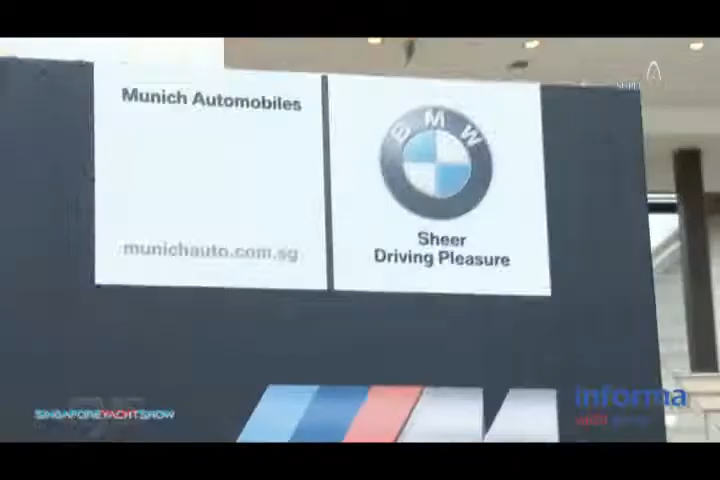 Munich Automobiles
munichauto.com.sg
BMW
Sheer
Driving Pleasure
SINGAPOREYACHTSHOW
informa